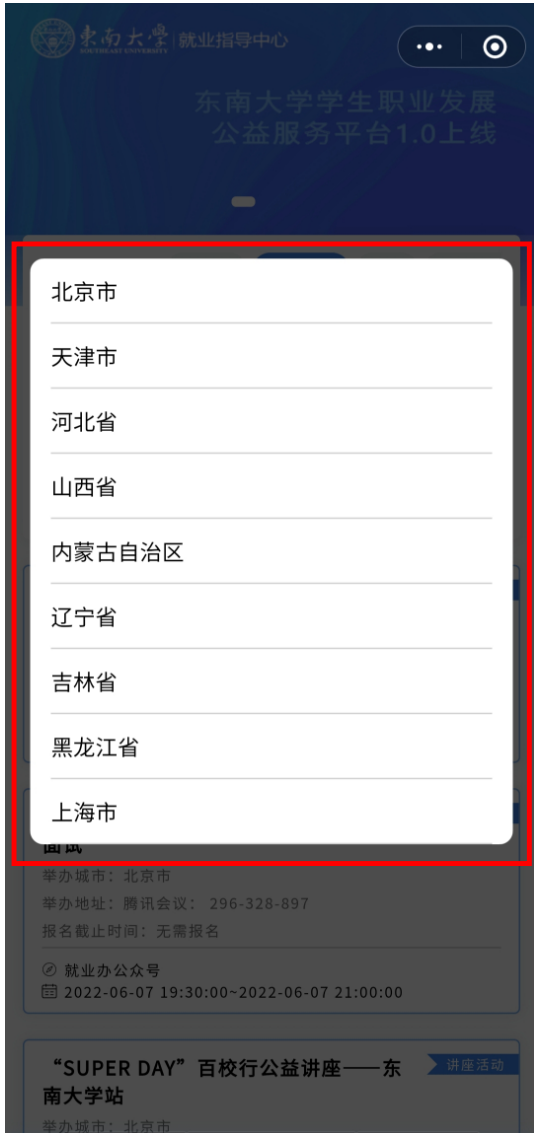 东南大学 就业指导中心
SOUTHEAST UNIVERSITY
东南大学学生职业发展
公益服务平台1.0上线
北京市
天津市
河北省
山西省
内蒙古自治区
辽宁省
吉林省
黑龙江省
上海市
面试
举办城市：北京市
举办地址：腾讯会议： 296-328-897
报名截止时间：无需报名
就业办公众号
2022-06-07 19:30:00~2022-06-07 21:00:00
“SUPER DAY”百校行公益讲座——东
南大学站
讲座活动
举办城市：北京市